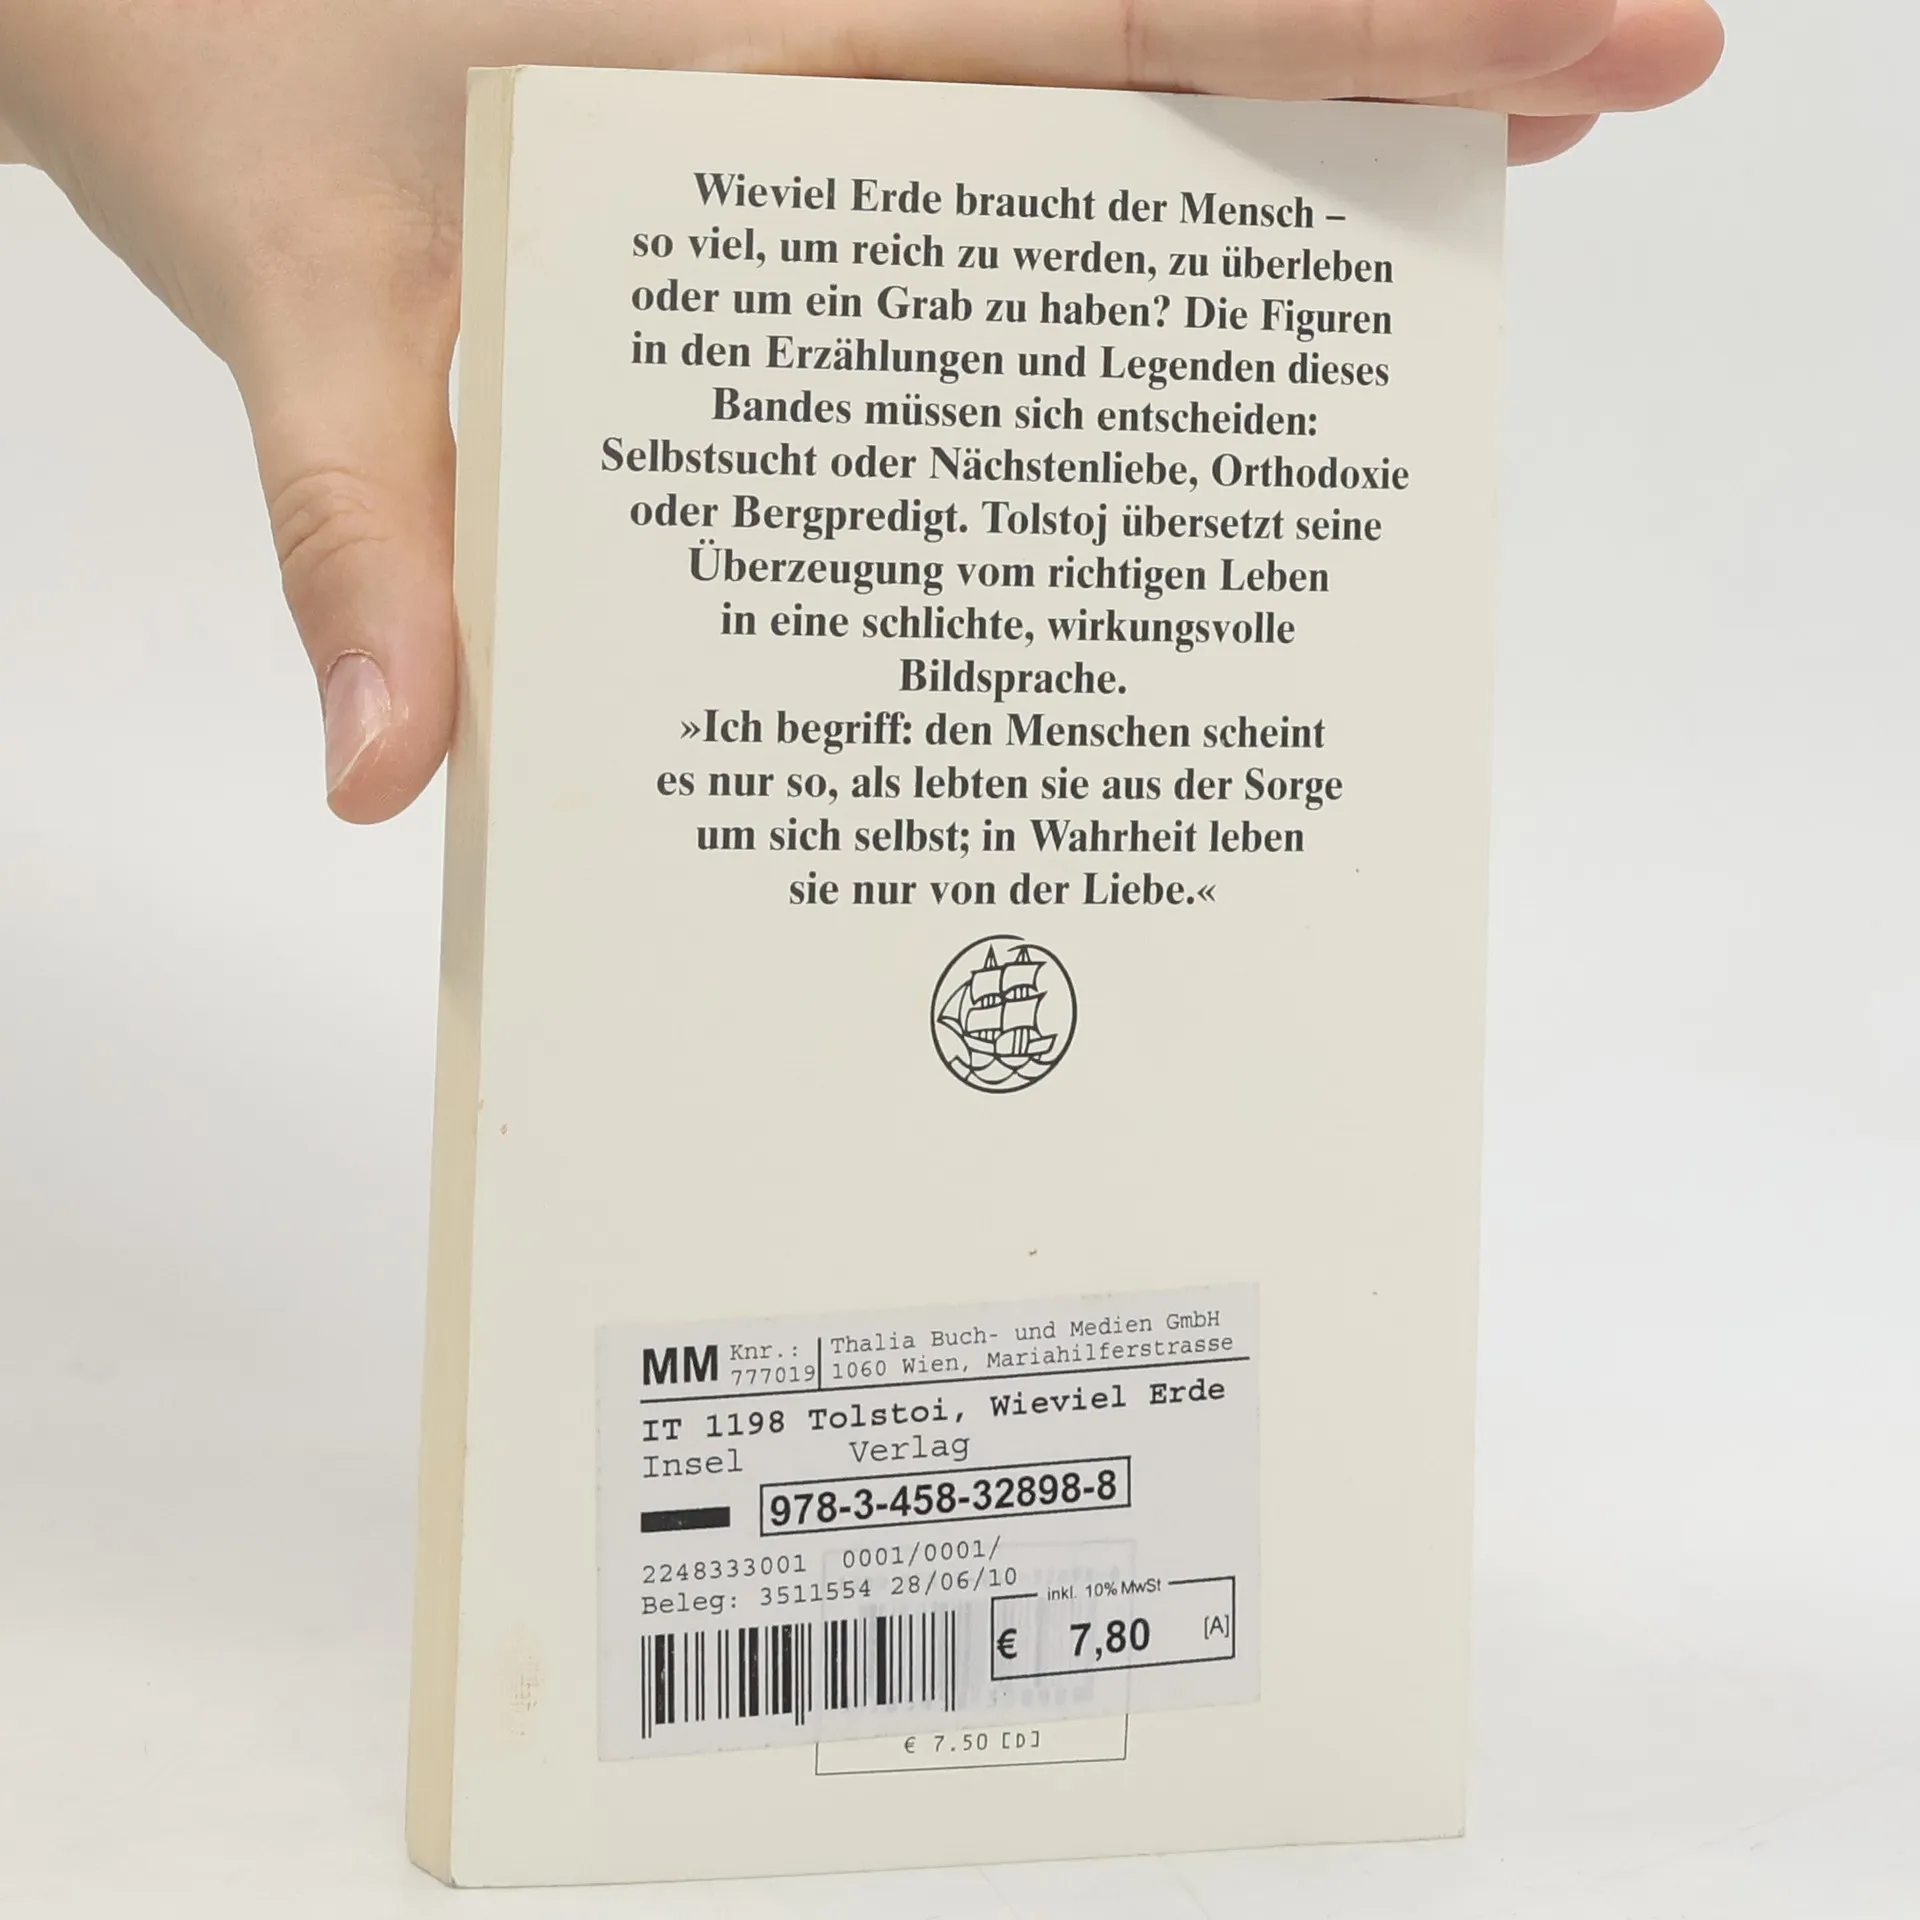 Wieviel Erde braucht der Mensch –
so viel, um reich zu werden, zu überleben
oder um ein Grab zu haben? Die Figuren
in den Erzählungen und Legenden dieses
Bandes müssen sich entscheiden:
Selbstsucht oder Nächstenliebe, Orthodoxie
oder Bergpredigt. Tolstoj übersetzt seine
Überzeugung vom richtigen Leben
in eine schlichte, wirkungsvolle
Bildsprache.
»Ich begriff: den Menschen scheint
es nur so, als lebten sie aus der Sorge
um sich selbst; in Wahrheit leben
sie nur von der Liebe.«
MM Knr.: Thalia Buch- und Medien GmbH
777019 1060 Wien, Mariahilferstrasse
IT 1198 Tolstoi, Wieviel Erde
Insel Verlag
978-3-458-32898-8
2248333001 0001/0001/
Beleg: 3511554 28/06/10
inkl. 10% MwSt
€ 7,80 [A]
€ 7.50 [D]